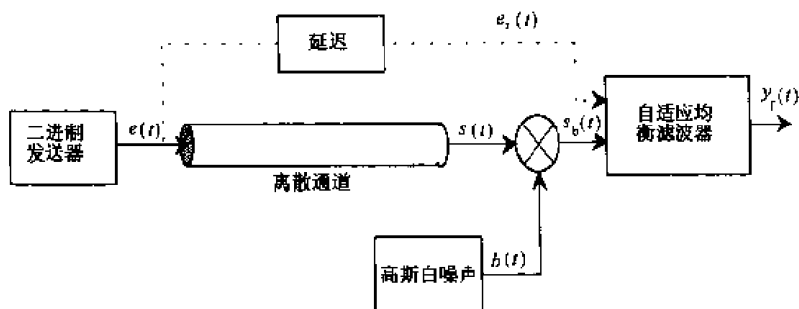 延迟
e_r(t)
二进制
发送器
e(t)
s(t)
s_b(t)
自适应均
衡滤波器
y_r(t)
离散通道
高斯白噪声
b(t)